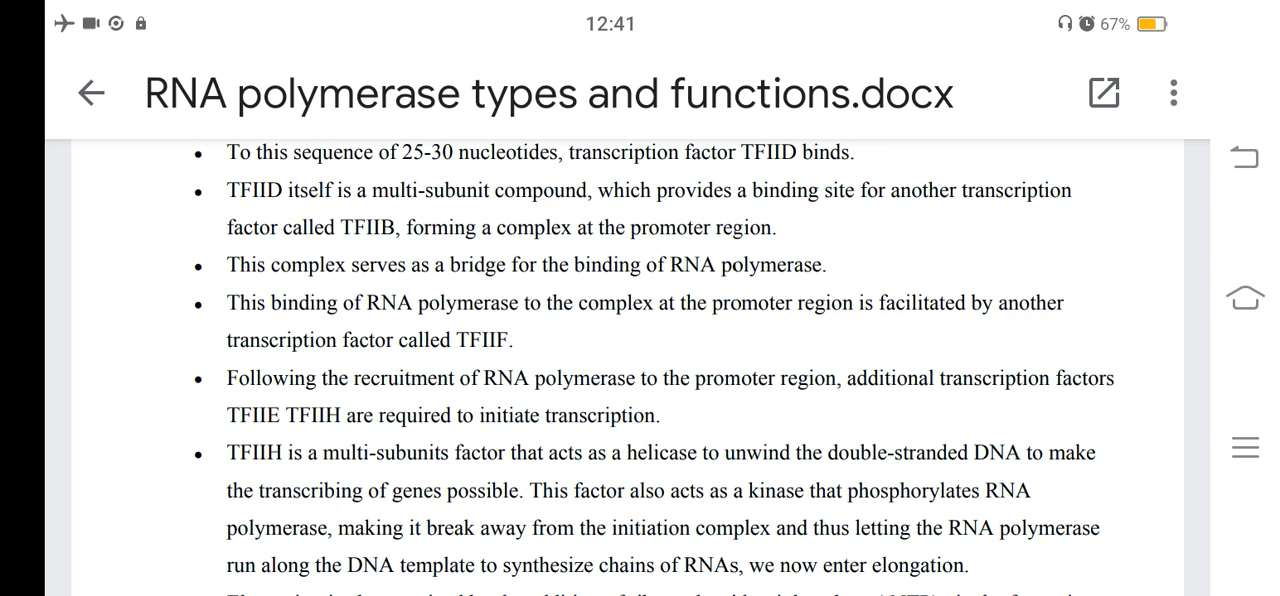 12:41
67%
RNA polymerase types and functions.docx
• To this sequence of 25-30 nucleotides, transcription factor TFIID binds.
• TFIID itself is a multi-subunit compound, which provides a binding site for another transcription
factor called TFIIB, forming a complex at the promoter region.
• This complex serves as a bridge for the binding of RNA polymerase.
• This binding of RNA polymerase to the complex at the promoter region is facilitated by another
transcription factor called TFIIF.
• Following the recruitment of RNA polymerase to the promoter region, additional transcription factors
TFIIE TFIIH are required to initiate transcription.
• TFIIH is a multi-subunits factor that acts as a helicase to unwind the double-stranded DNA to make
the transcribing of genes possible. This factor also acts as a kinase that phosphorylates RNA
polymerase, making it break away from the initiation complex and thus letting the RNA polymerase
run along the DNA template to synthesize chains of RNAs, we now enter elongation.